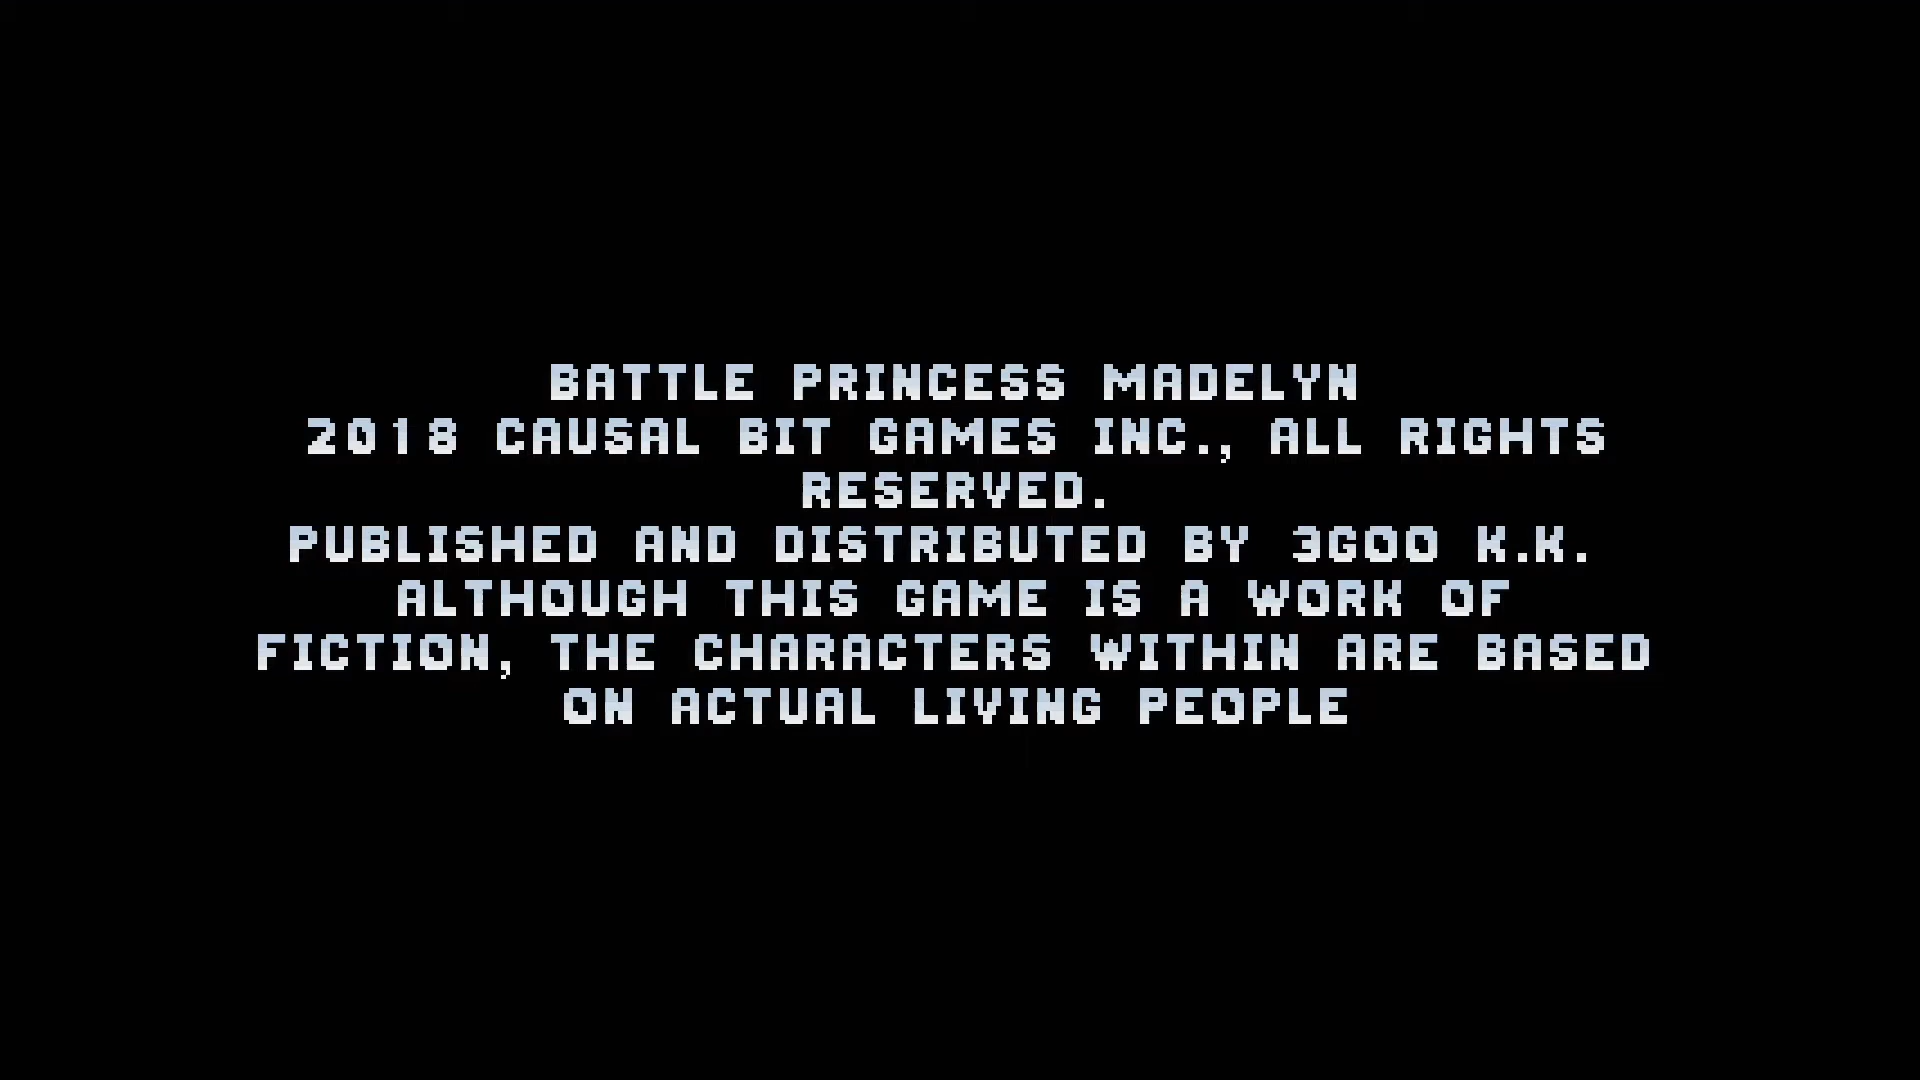 BATTLE PRINCESS MADELYN
2018 CAUSAL BIT GAMES INC., ALL RIGHTS
RESERVED.
PUBLISHED AND DISTRIBUTED BY 3GOO K.K.
ALTHOUGH THIS GAME IS A WORK OF
FICTION, THE CHARACTERS WITHIN ARE BASED
ON ACTUAL LIVING PEOPLE